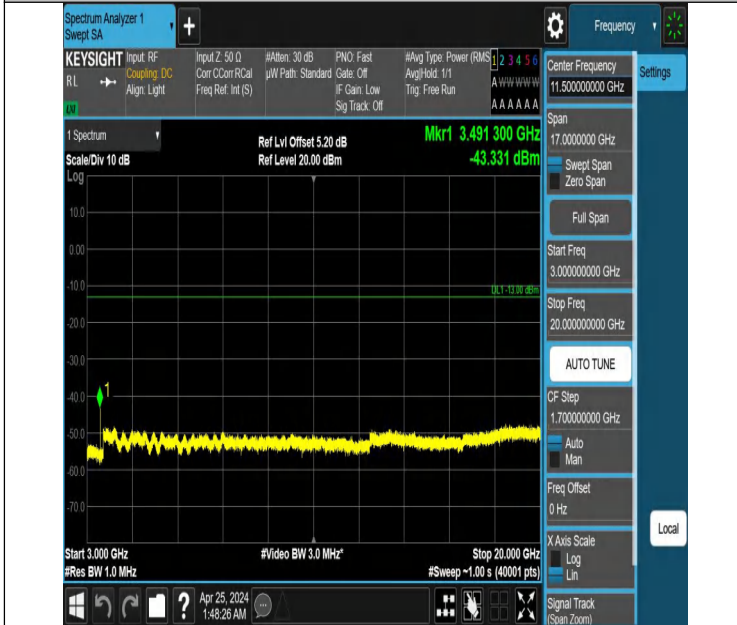 Spectrum Analyzer 1
Swept SA
+
Frequency
KEYSIGHT
RL
Input: RF
Coupling: DC
Align: Light
Input Z: 50 Ω
Corr CCorr RCal
Freq Ref: Int (S)
#Atten: 30 dB
µW Path: Standard
PNO: Fast
Gate: Off
IF Gain: Low
Sig Track: Off
#Avg Type: Power (RMS
Avg|Hold: 1/1
Trig: Free Run
1 2 3 4 5 6
A W W W W W
A A A A A A
Center Frequency
11.500000000 GHz
Settings
1 Spectrum
Scale/Div 10 dB
Ref Lvl Offset 5.20 dB
Ref Level 20.00 dBm
Mkr1 3.491 300 GHz
-43.331 dBm
Log
10.0
0.00
-10.0
-20.0
-30.0
-40.0
-50.0
-60.0
-70.0
DL1 -13.00 dBm
1
Span
17.0000000 GHz
Swept Span
Zero Span
Full Span
Start Freq
3.000000000 GHz
Stop Freq
20.000000000 GHz
AUTO TUNE
CF Step
1.700000000 GHz
Auto
Man
Freq Offset
0 Hz
X Axis Scale
Log
Lin
Local
Signal Track
(Span Zoom)
Start 3.000 GHz
#Res BW 1.0 MHz
#Video BW 3.0 MHz*
Stop 20.000 GHz
#Sweep ~1.00 s (40001 pts)
?
Apr 25, 2024
1:48:26 AM